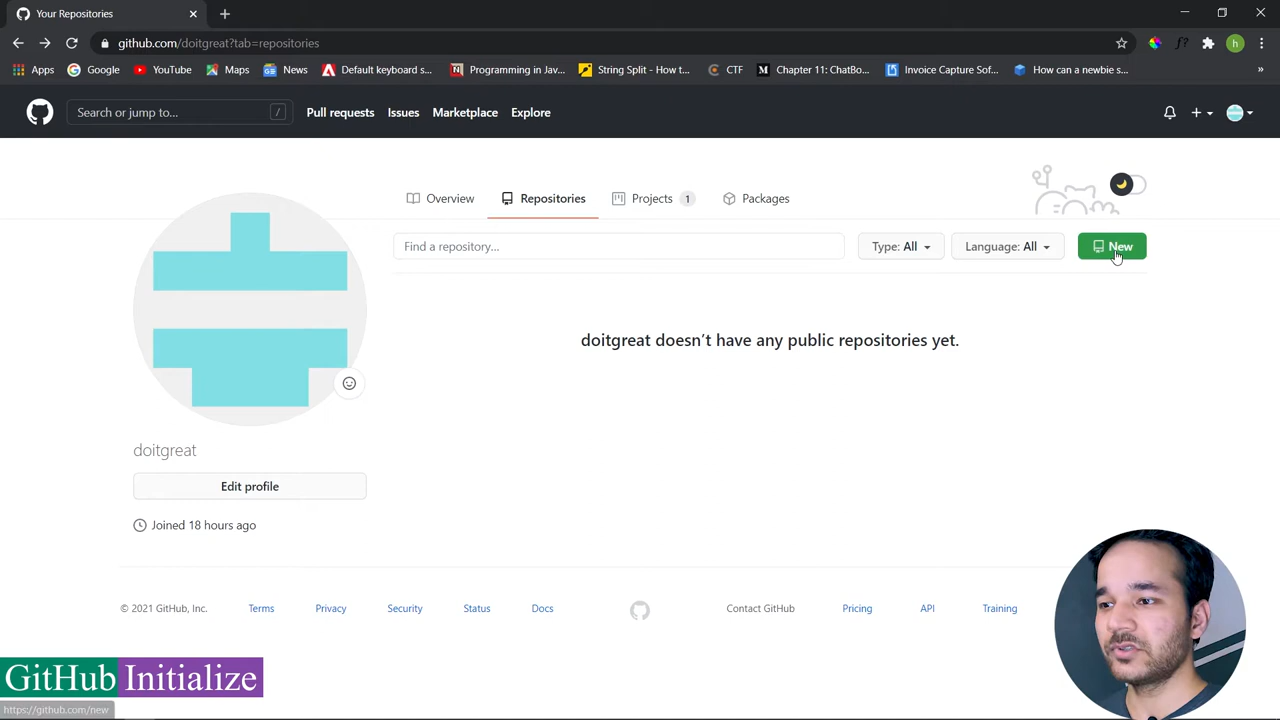 Your Repositories
github.com/doitgreat?tab=repositories
h
Apps Google YouTube Maps News Default keyboard s... Programming in Jav... String Split - How t... CTF Chapter 11: ChatBo... Invoice Capture Sof... How can a newbie s... »
Search or jump to... / Pull requests Issues Marketplace Explore
Overview Repositories Projects 1 Packages
Find a repository... Type: All Language: All New
doitgreat doesn't have any public repositories yet.
doitgreat
Edit profile
Joined 18 hours ago
© 2021 GitHub, Inc. Terms Privacy Security Status Docs Contact GitHub Pricing API Training
GitHub Initialize
https://github.com/new